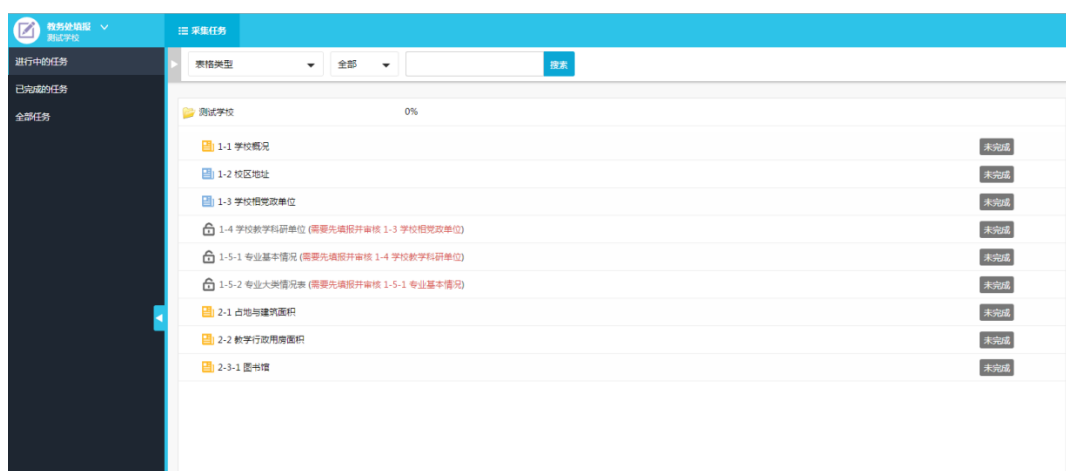 教务处填报
测试学校
采集任务
进行中的任务
已完成的任务
全部任务
表格类型 全部 搜索
测试学校 0%
1-1 学校概况 未完成
1-2 校区地址 未完成
1-3 学校相党政单位 未完成
1-4 学校教学科研单位 (需要先填报并审核 1-3 学校相党政单位) 未完成
1-5-1 专业基本情况 (需要先填报并审核 1-4 学校教学科研单位) 未完成
1-5-2 专业大类情况表 (需要先填报并审核 1-5-1 专业基本情况) 未完成
2-1 占地与建筑面积 未完成
2-2 教学行政用房面积 未完成
2-3-1 图书馆 未完成